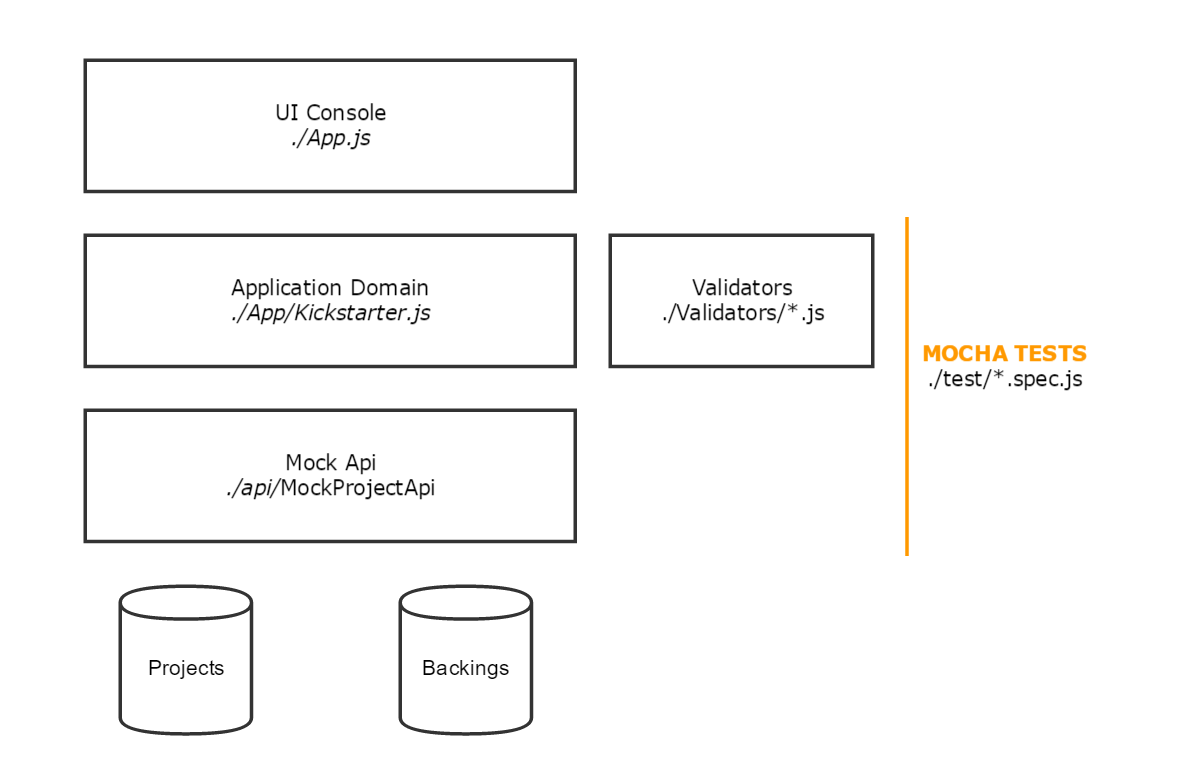 UI Console
./App.js
Application Domain
./App/Kickstarter.js
Validators
./Validators/*.js
MOCHA TESTS
./test/*.spec.js
Mock Api
./api/MockProjectApi
Projects
Backings